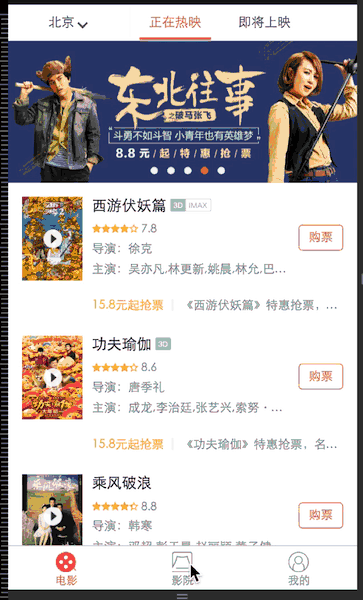 北京 正在热映 即将上映
东北往事
之破马张飞
斗勇不如斗智 小青年也有英雄梦
8.8 元/起/特/惠/抢/票/
西游伏妖篇 3D IMAX
7.8
导演：徐克
购票
主演：吴亦凡,林更新,姚晨,林允,巴...
15.8元起抢票 《西游伏妖篇》特惠抢票，...
功夫瑜伽 3D
8.6
导演：唐季礼
购票
主演：成龙,李治廷,张艺兴,索努·...
15.8元起抢票 《功夫瑜伽》特惠抢票，名...
乘风破浪
8.8
导演：韩寒
购票
电影 影院 我的